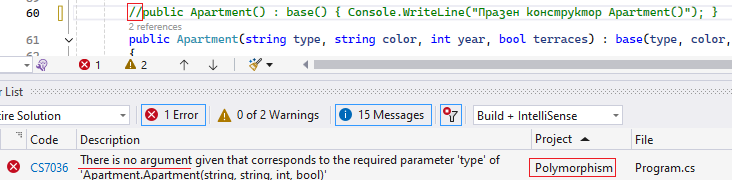 60 //public Apartment() : base() { Console.WriteLine("Празен конструктор Apartment()"); }
2 references
61 public Apartment(string type, string color, int year, bool terraces) : base(type, color,
{
1 2
Error List
tire Solution 1 Error 0 of 2 Warnings 15 Messages Build + IntelliSense
Code Description Project File
CS7036 There is no argument given that corresponds to the required parameter 'type' of Polymorphism Program.cs
'Apartment.Apartment(string, string, int, bool)'